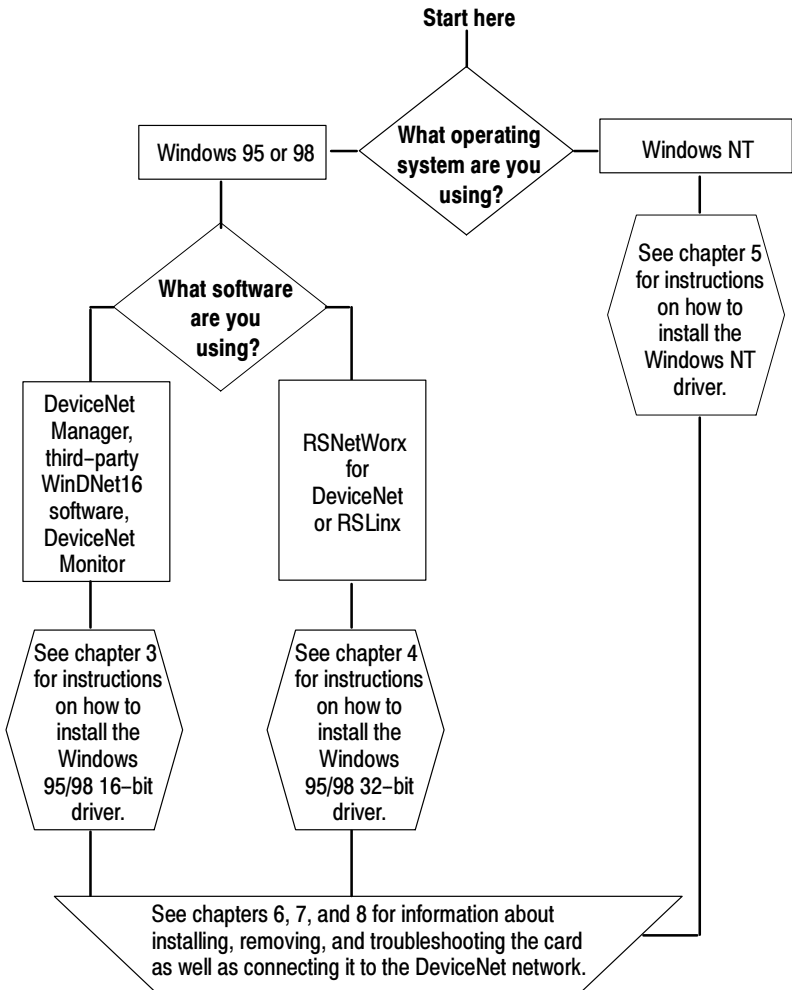 Start here
What operating
system are you
using?
Windows 95 or 98
Windows NT
See chapter 5
for instructions
on how to
install the
Windows NT
driver.
What software
are you
using?
DeviceNet
Manager,
third–party
WinDNet16
software,
DeviceNet
Monitor
RSNetWorx
for
DeviceNet
or RSLinx
See chapter 3
for instructions
on how to
install the
Windows
95/98 16–bit
driver.
See chapter 4
for instructions
on how to
install the
Windows
95/98 32–bit
driver.
See chapters 6, 7, and 8 for information about
installing, removing, and troubleshooting the card
as well as connecting it to the DeviceNet network.